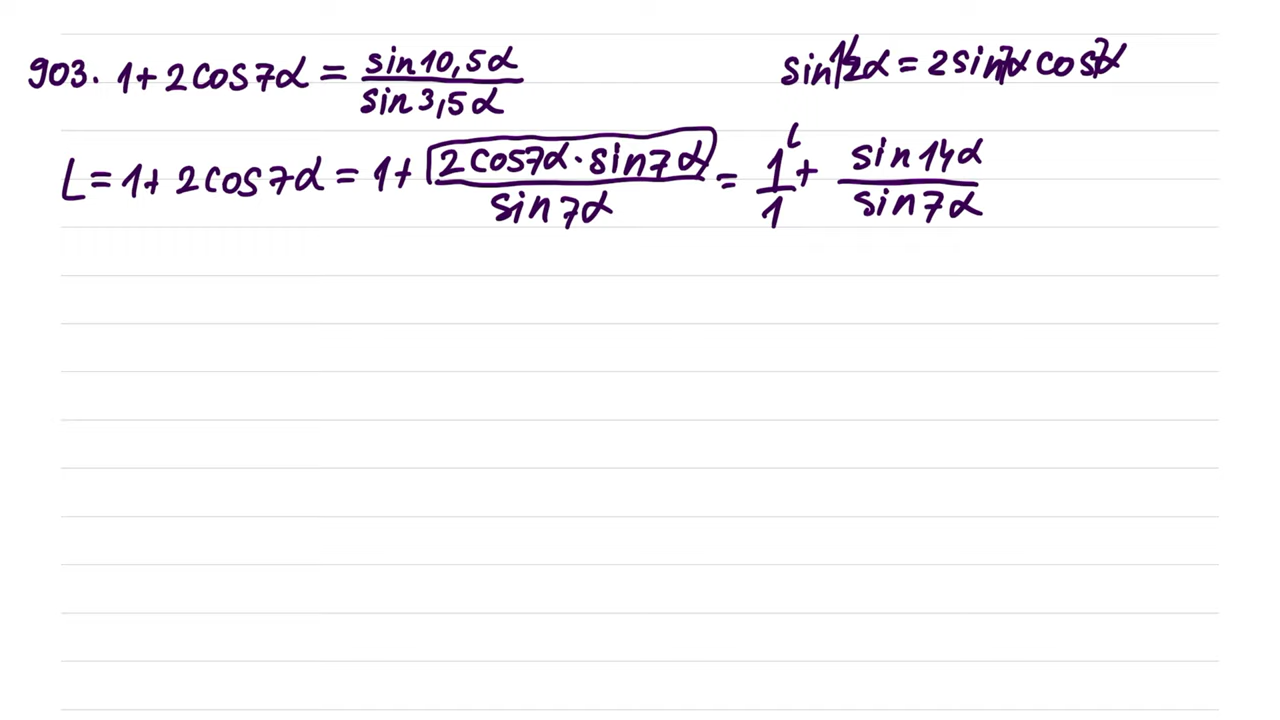 903. 1+2cos7α = sin10,5α / sin3,5α sin14α = 2sin7α cos7α
L = 1+2cos7α = 1+ 2cos7α·sin7α / sin7α = 1/1 + sin14α / sin7α